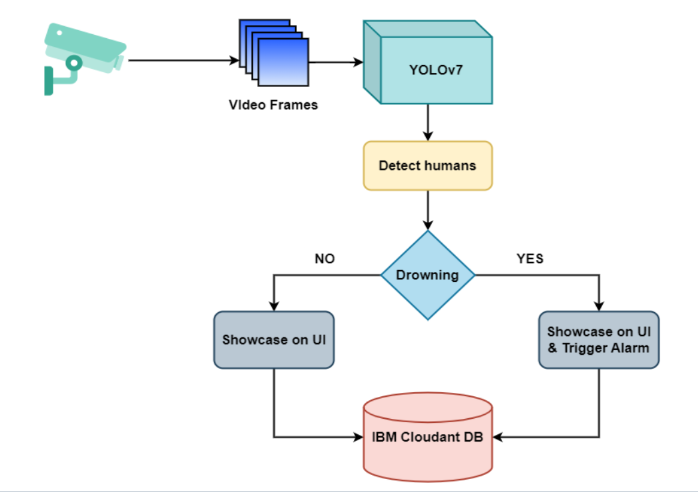 YOLOv7
VIdeo Frames
Detect humans
NO
YES
Drowning
Showcase on UI
Showcase on UI
& Trigger Alarm
IBM Cloudant DB